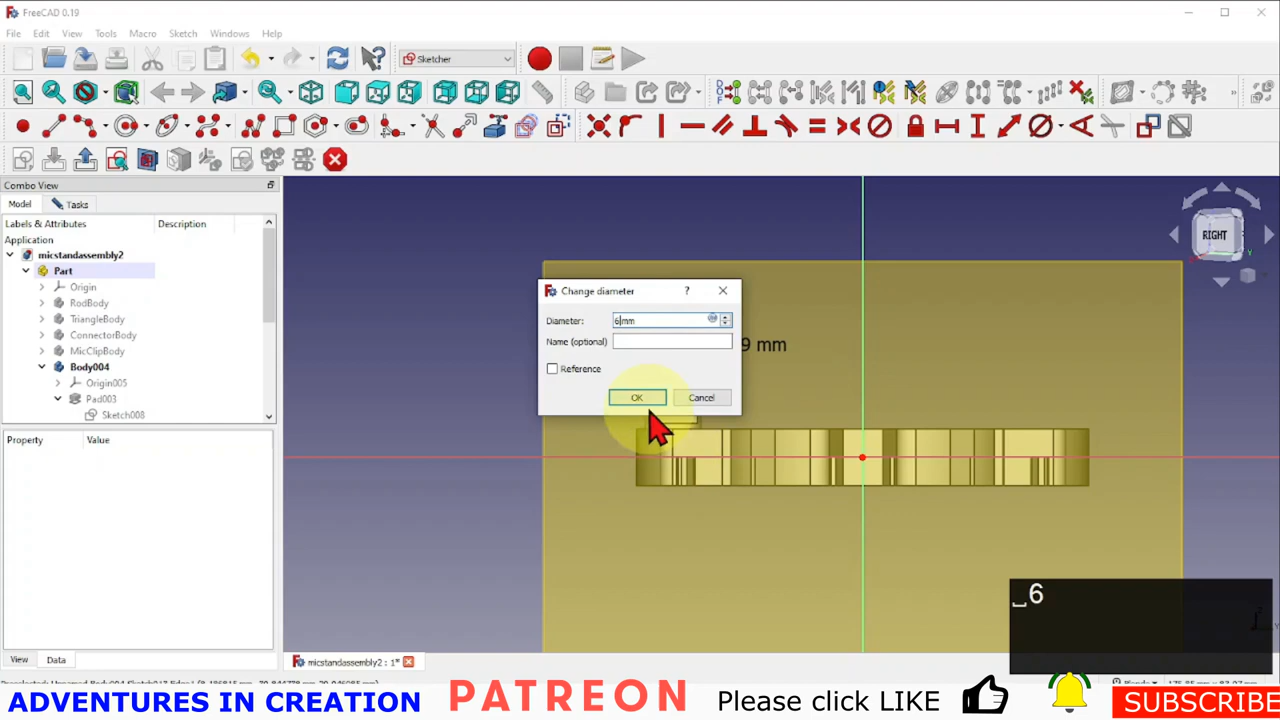 FreeCAD 0.19
File Edit View Tools Macro Sketch Windows Help
Sketcher
Combo View
Model Tasks
Labels & Attributes Description
Application
micstandassembly2
Part
Origin
RodBody
TriangleBody
ConnectorBody
MicClipBody
Body004
Origin005
Pad003
Sketch008
Property Value
View Data
Change diameter ?
Diameter: 6 mm
Name (optional)
Reference
OK Cancel
9 mm
RIGHT
␣6
micstandassembly2 : 1*
ADVENTURES IN CREATION PATREON Please click LIKE SUBSCRIBE